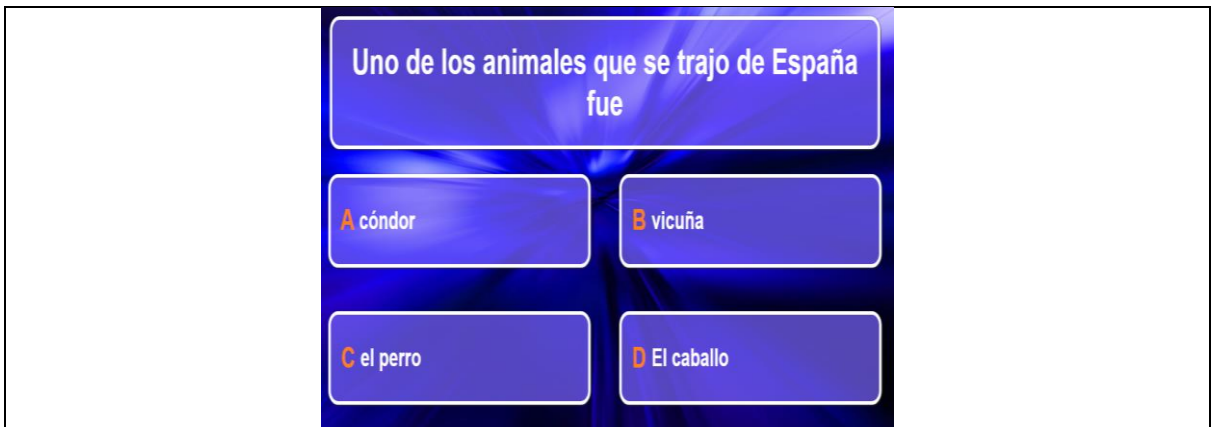 Uno de los animales que se trajo de España
fue
A cóndor
B vicuña
C el perro
D El caballo